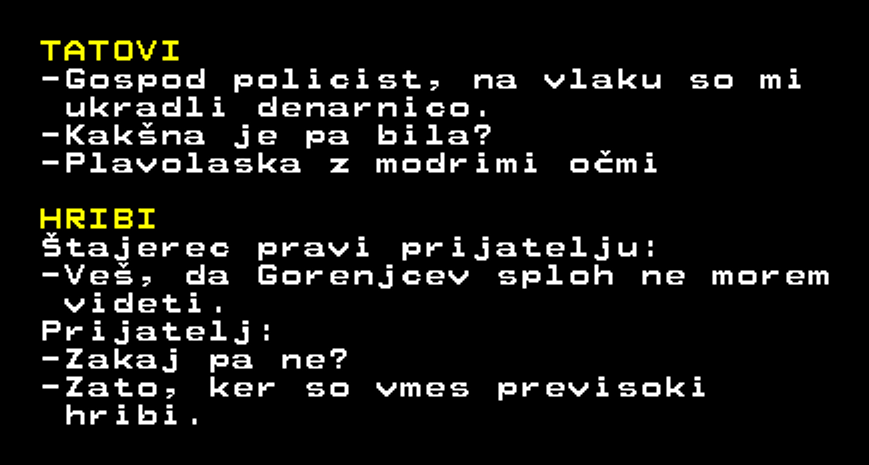 TATOVI
-Gospod policist, na vlaku so mi
ukradli denarnico.
-Kakšna je pa bila?
-Plavolaska z modrimi očmi
HRIBI
Štajerec pravi prijatelju:
-Veš, da Gorenjcev sploh ne morem
videti.
Prijatelj:
-Zakaj pa ne?
-Zato, ker so vmes previsoki
hribi.